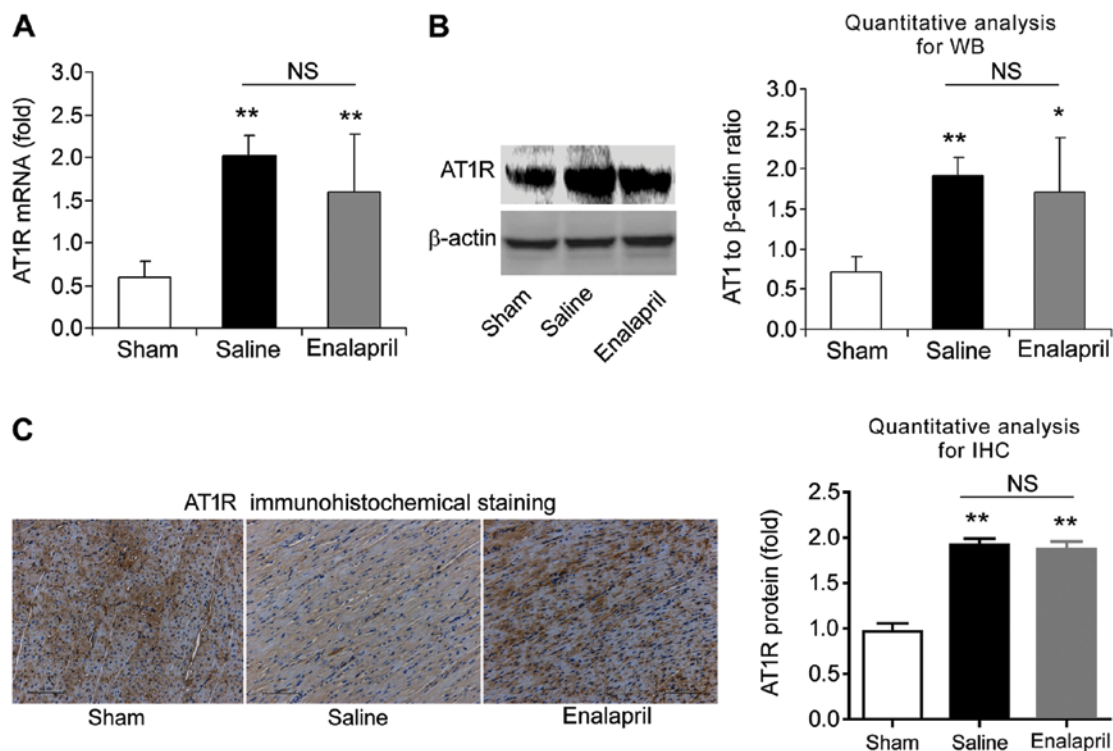 A
AT1R mRNA (fold)
3.0
2.5
2.0
1.5
1.0
0.5
0.0
NS
**
**
Sham
Saline
Enalapril
B
AT1R
β-actin
Sham
Saline
Enalapril
Quantitative analysis
for WB
AT1 to β-actin ratio
3.0
2.5
2.0
1.5
1.0
0.5
0.0
NS
**
*
Sham
Saline
Enalapril
C
AT1R immunohistochemical staining
Sham
Saline
Enalapril
Quantitative analysis
for IHC
AT1R protein (fold)
2.5
2.0
1.5
1.0
0.5
0.0
NS
**
**
Sham
Saline
Enalapril